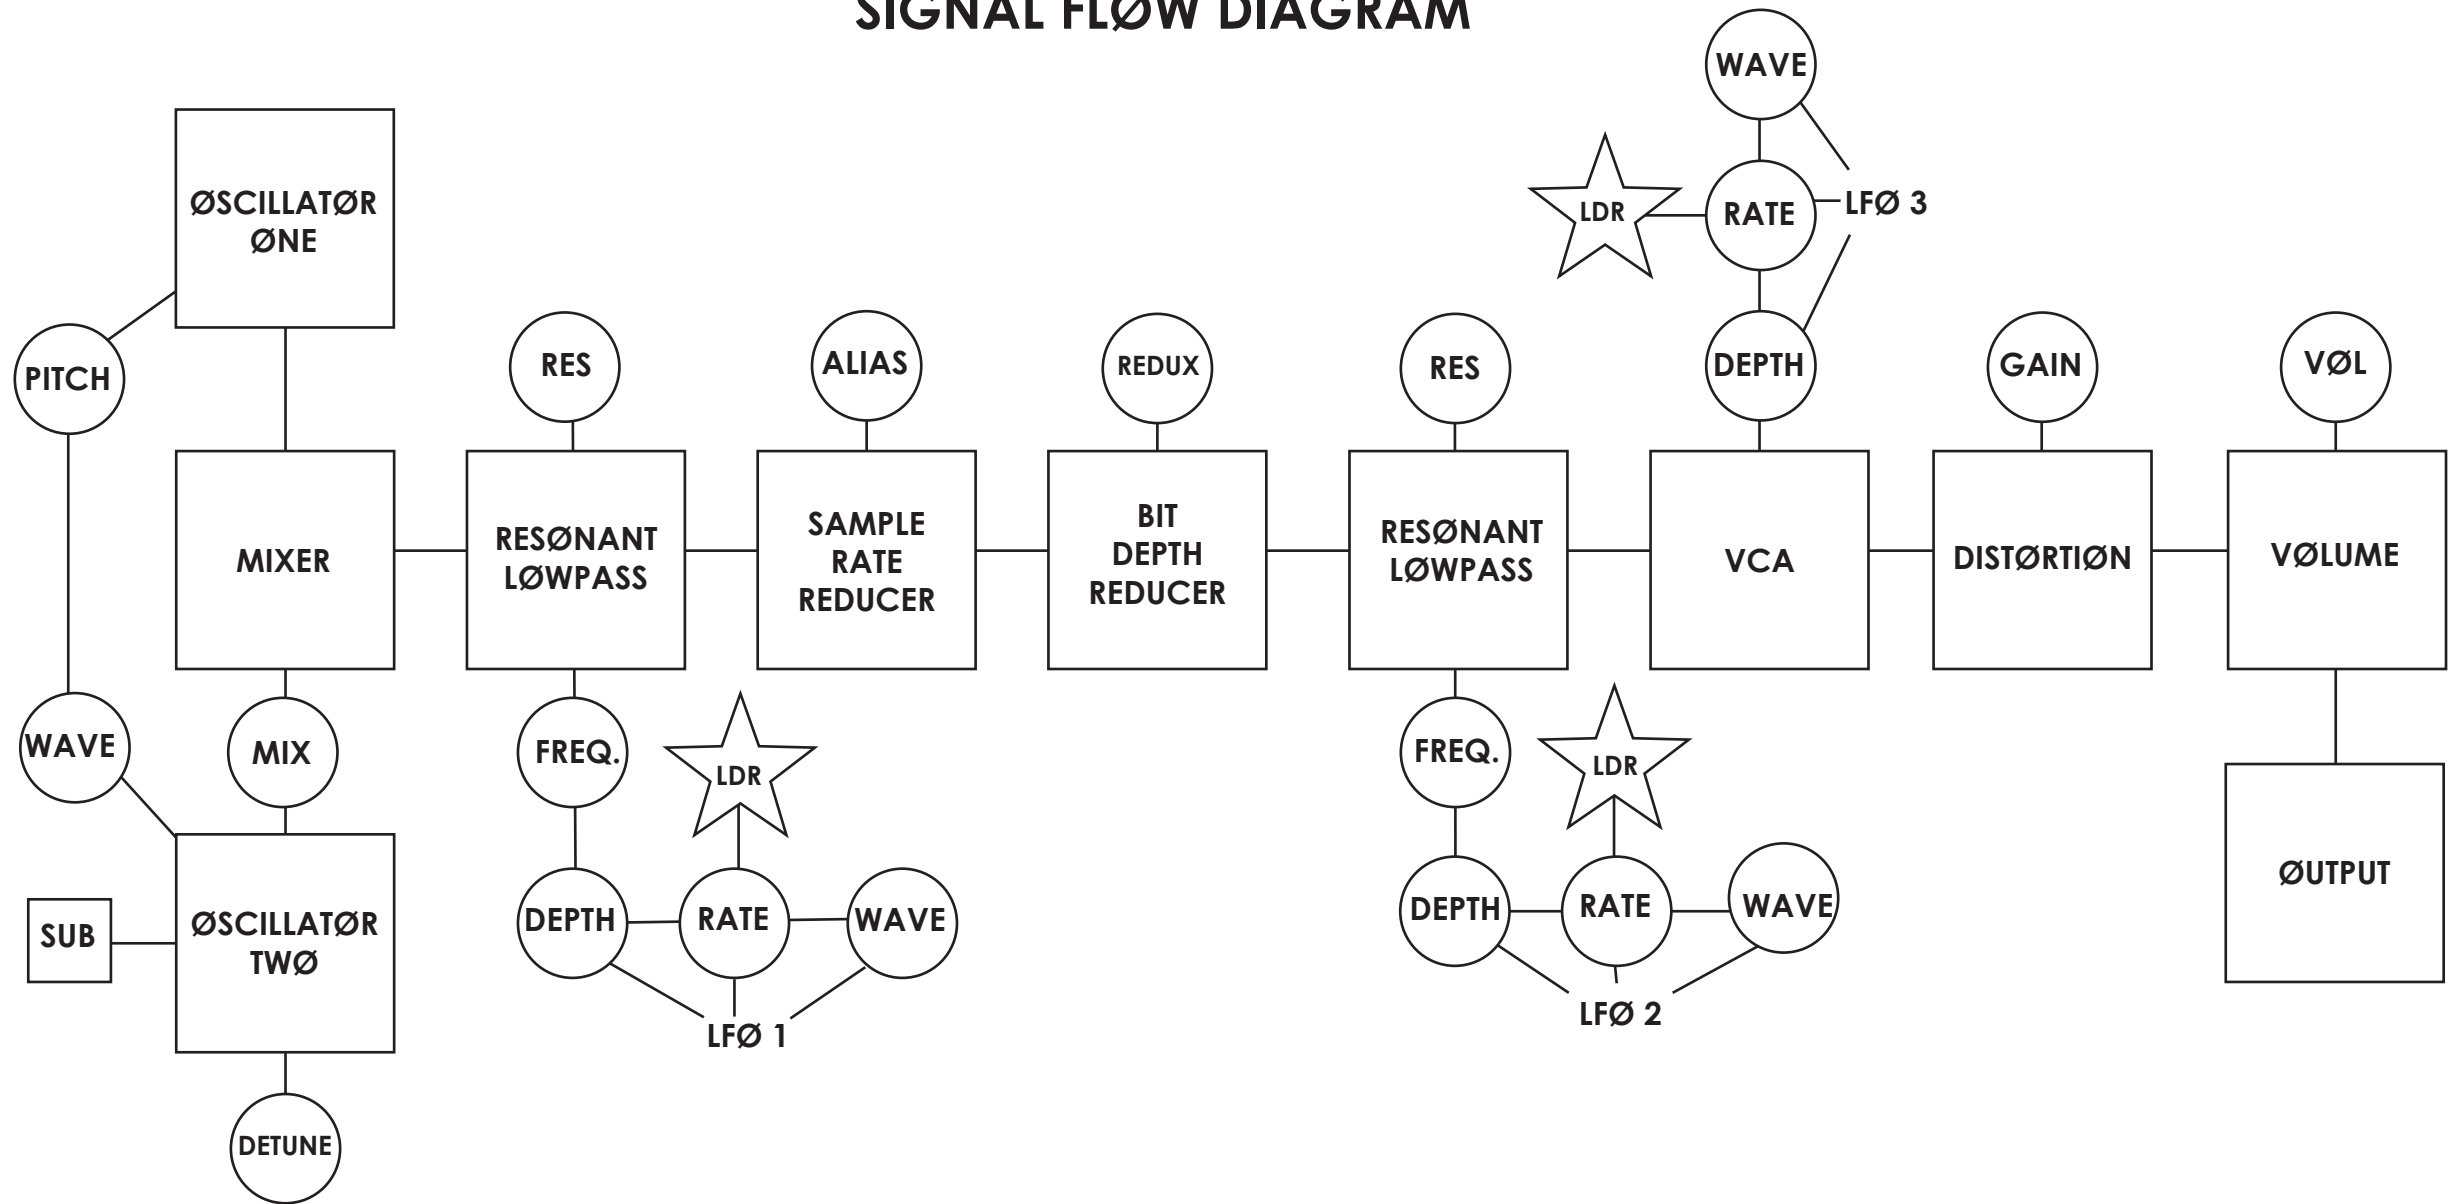 SIGNAL FLØW DIAGRAM
WAVE
ØSCILLATØR
ØNE
LDR
RATE
LFØ 3
PITCH
RES
ALIAS
REDUX
RES
DEPTH
GAIN
VØL
MIXER
RESØNANT
LØWPASS
SAMPLE
RATE
REDUCER
BIT
DEPTH
REDUCER
RESØNANT
LØWPASS
VCA
DISTØRTIØN
VØLUME
WAVE
MIX
FREQ.
LDR
FREQ.
LDR
SUB
ØSCILLATØR
TWØ
DEPTH
RATE
WAVE
DEPTH
RATE
WAVE
ØUTPUT
LFØ 1
LFØ 2
DETUNE